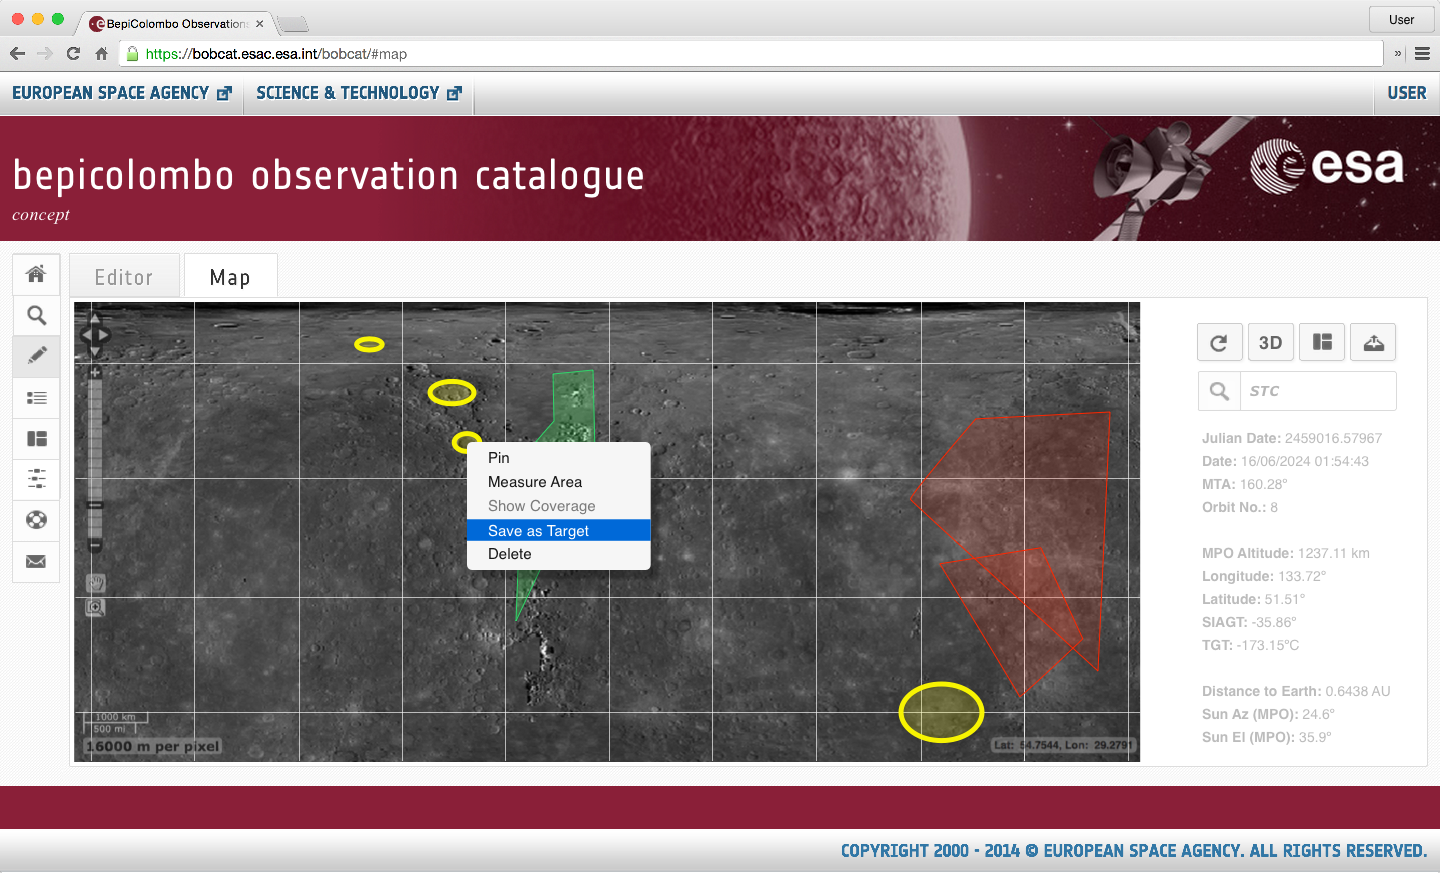 BepiColombo Observation
User
https://bobcat.esac.esa.int/bobcat/#map
EUROPEAN SPACE AGENCY
SCIENCE & TECHNOLOGY
USER
bepicolombo observation catalogue
concept
esa
Editor
Map
3D
STC
Pin
Measure Area
Show Coverage
Save as Target
Delete
Julian Date: 2459016.57967
Date: 16/06/2024 01:54:43
MTA: 160.28°
Orbit No.: 8
MPO Altitude: 1237.11 km
Longitude: 133.72°
Latitude: 51.51°
SIAGT: -35.86°
TGT: -173.15°C
Distance to Earth: 0.6438 AU
Sun Az (MPO): 24.6°
Sun El (MPO): 35.9°
1000 km
500 mi
16000 m per pixel
Lat: 54.7544, Lon: 29.2791
COPYRIGHT 2000 - 2014 © EUROPEAN SPACE AGENCY. ALL RIGHTS RESERVED.